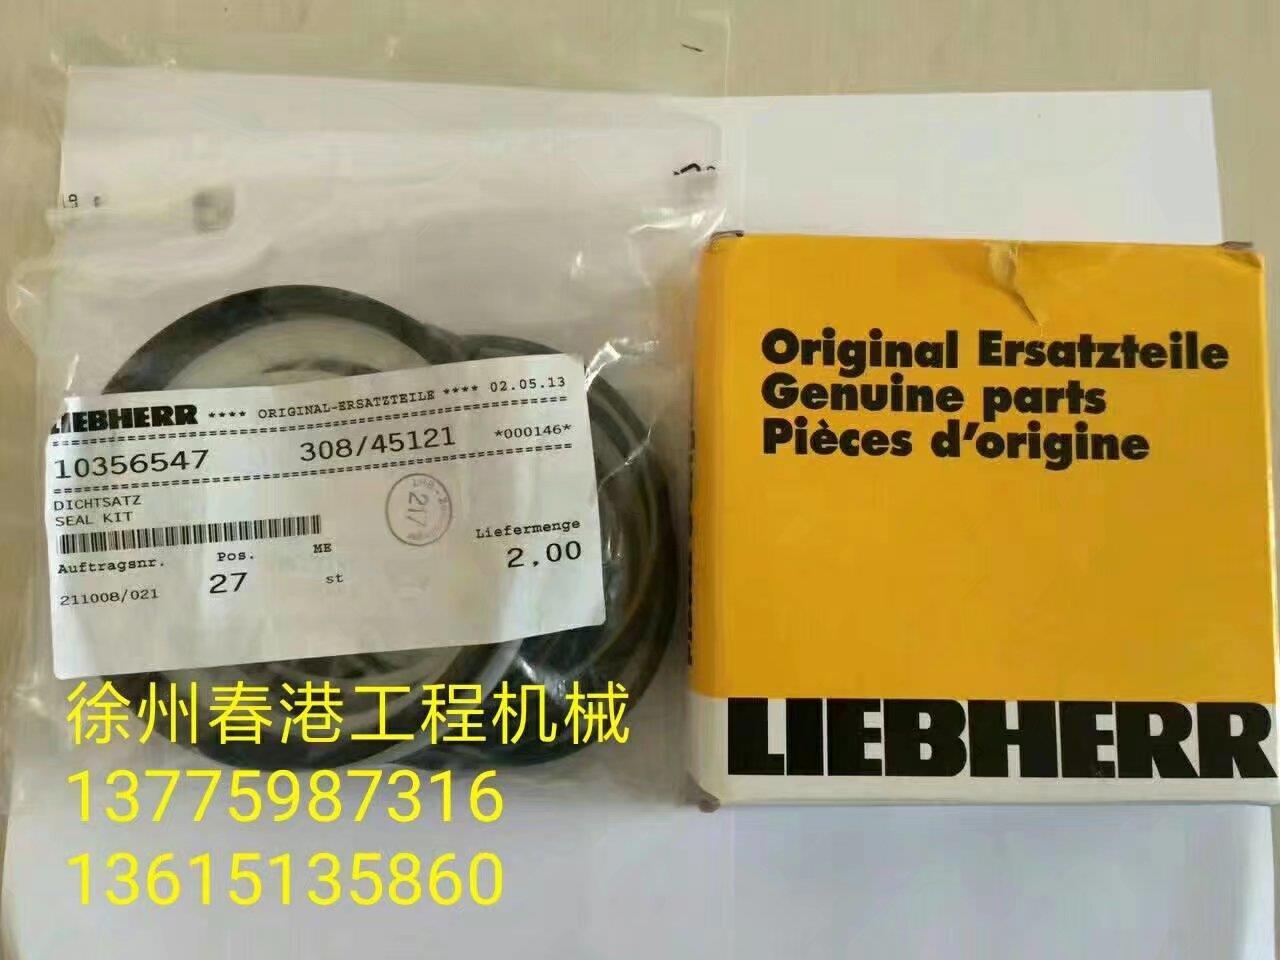 LIEBHERR **** ORIGINAL-ERSATZTEILE **** 02.05.13
10356547 308/45121 *000146*
DICHTSATZ
SEAL KIT
Auftragsnr. Pos. ME Liefermenge
211008/021 27 st 2,00
217
Original Ersatzteile
Genuine parts
Pièces d'origine
LIEBHERR
徐州春港工程机械
13775987316
13615135860